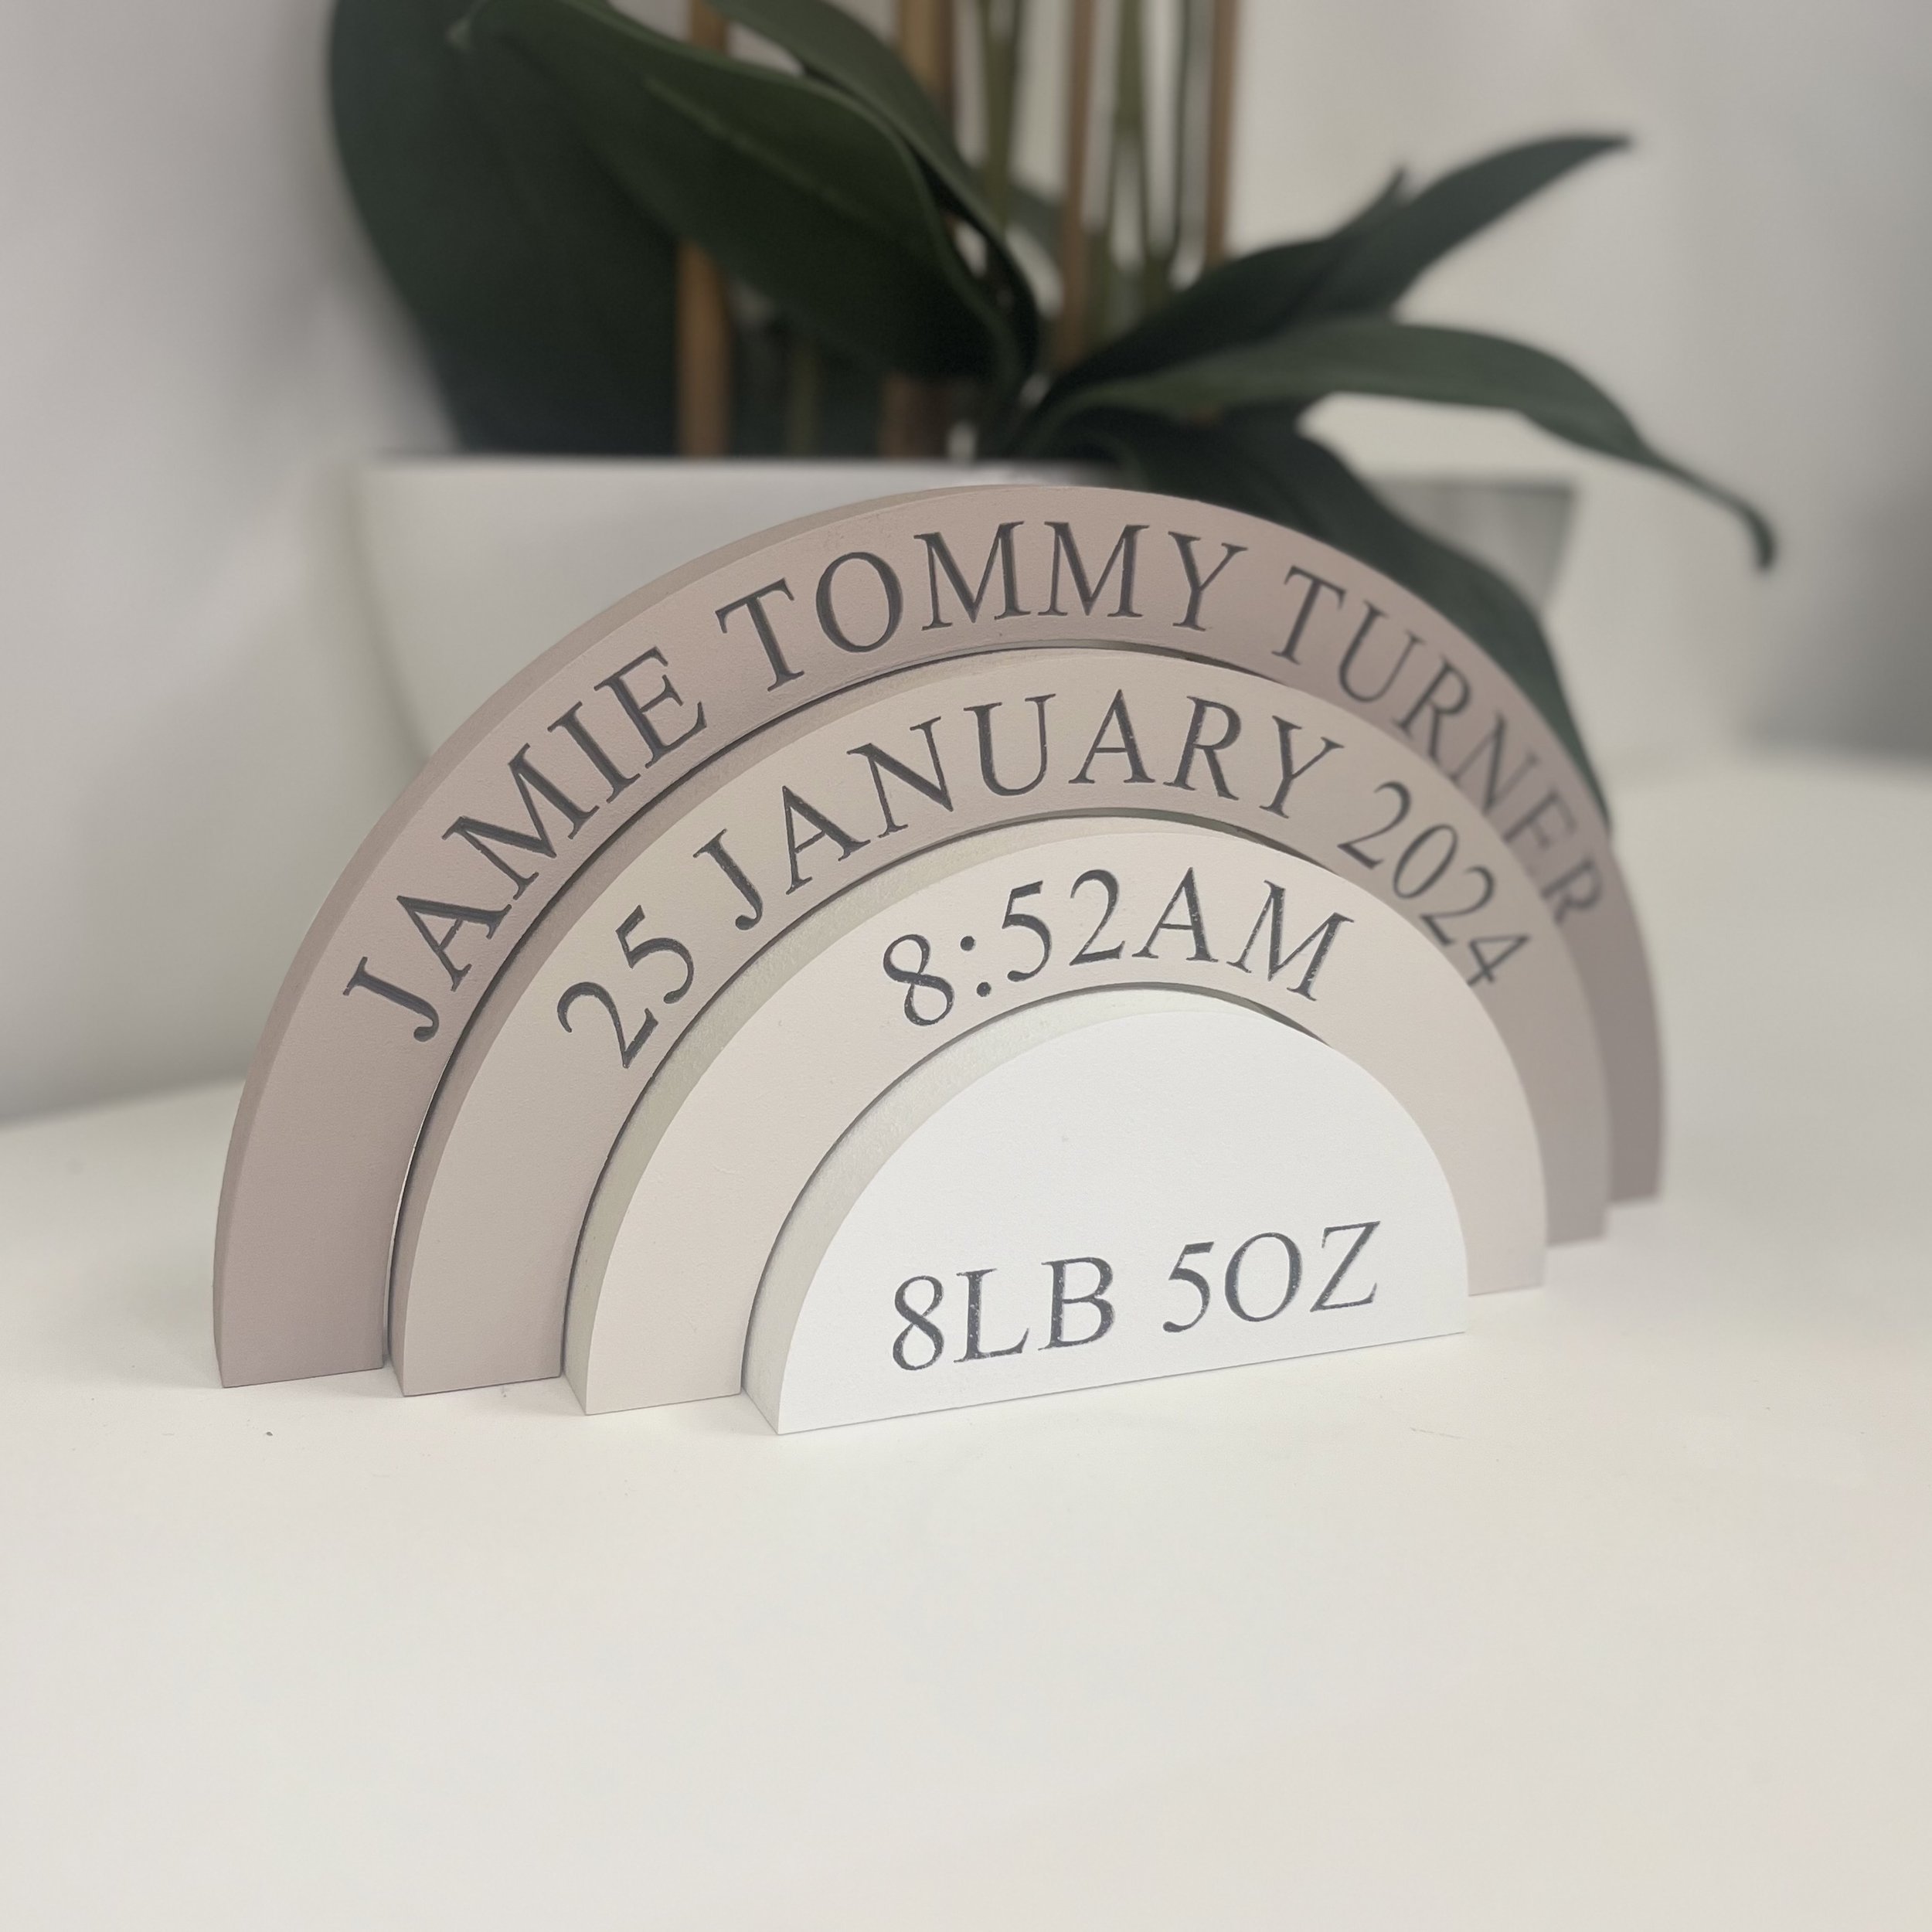 JAMIE TOMMY TURNER
25 JANUARY 2024
8:52AM
8LB 5OZ